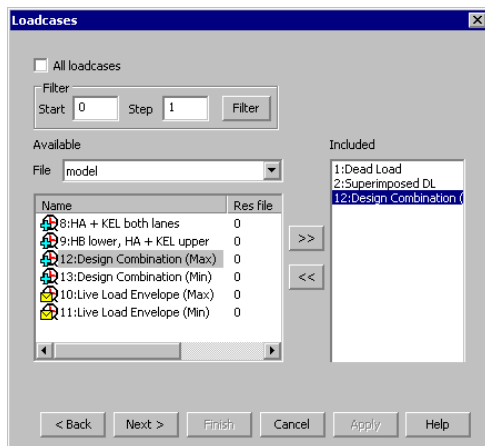 Loadcases
All loadcases
Filter
Start 0 Step 1 Filter
Available
Included
File model
Name Res file
8:HA + KEL both lanes 0
9:HB lower, HA + KEL upper 0
12:Design Combination (Max) 0
13:Design Combination (Min) 0
10:Live Load Envelope (Max) 0
11:Live Load Envelope (Min) 0
>>
<<
1:Dead Load
2:Superimposed DL
12:Design Combination (
< Back Next > Finish Cancel Apply Help